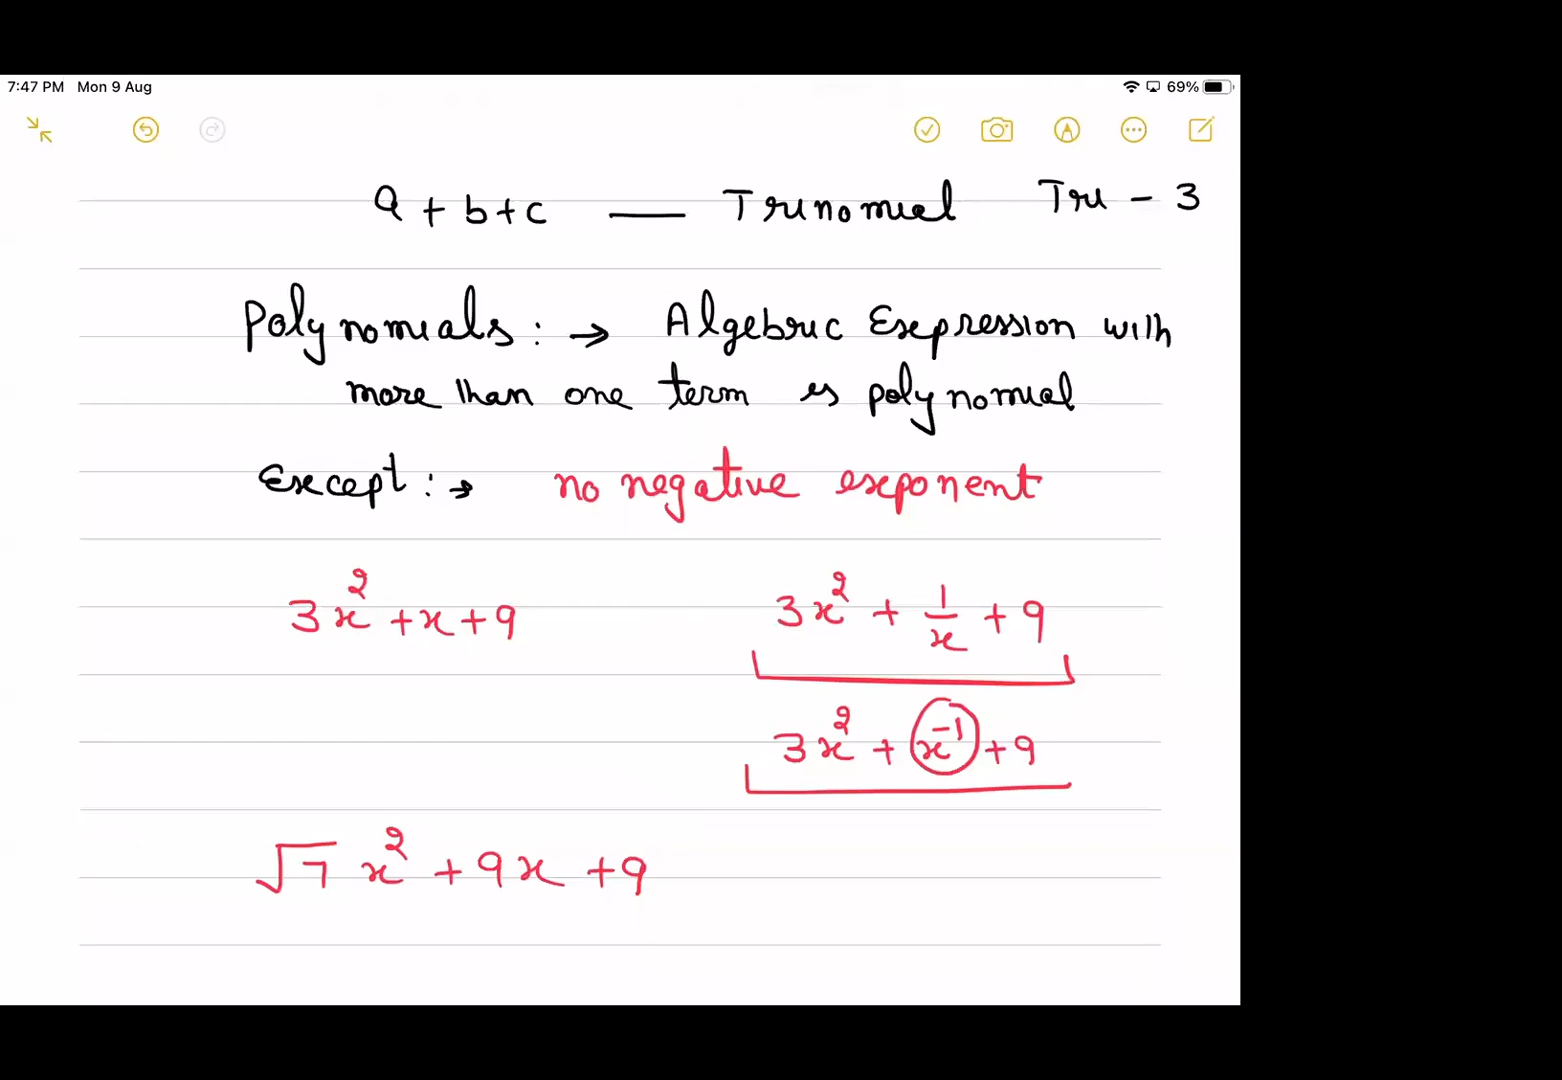 7:47 PM Mon 9 Aug 69%
a + b + c — Trinomial Tri - 3
Polynomials : → Algebric Expression with
more than one term is polynomial
Except : → no negative exponent
3x² + x + 9
3x² + 1/x + 9
3x² + x⁻¹ + 9
√7 x² + 9x + 9